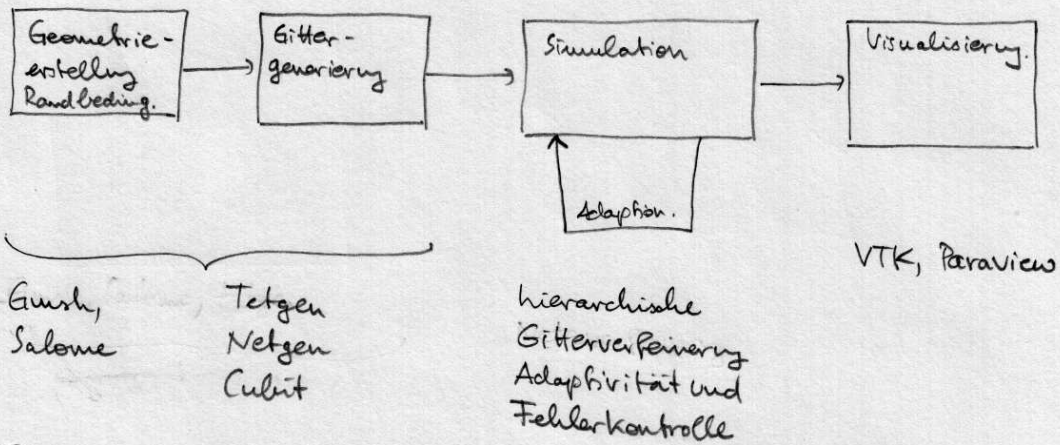 Geometrie-
erstellung
Randbeding.
Gitter-
generierung
Simulation
Visualisierung.
Adaption.
Gmsh,
Salome
Tetgen
Netgen
Cubit
hierarchische
Gitterverfeinerung
Adaptivität und
Fehlerkontrolle
VTK, Paraview